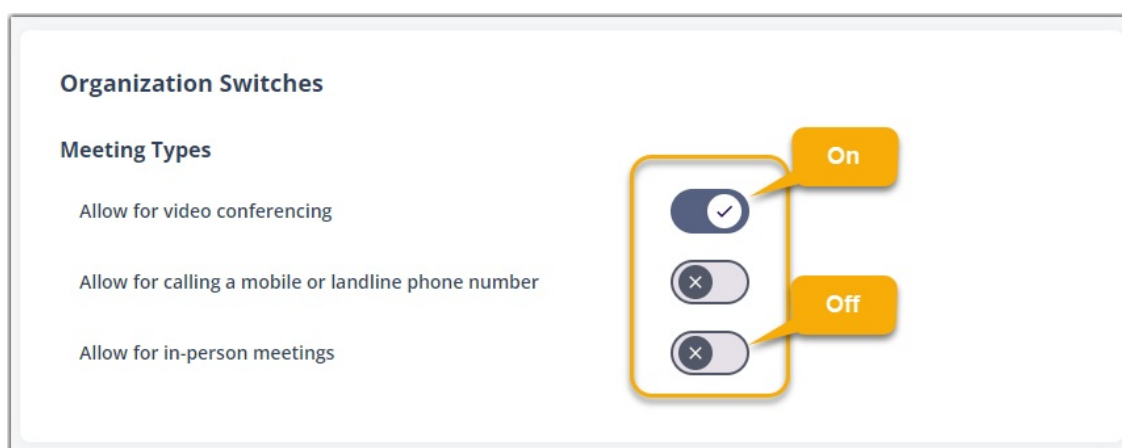 Organization Switches
Meeting Types
On
Allow for video conferencing
Allow for calling a mobile or landline phone number
Off
Allow for in-person meetings